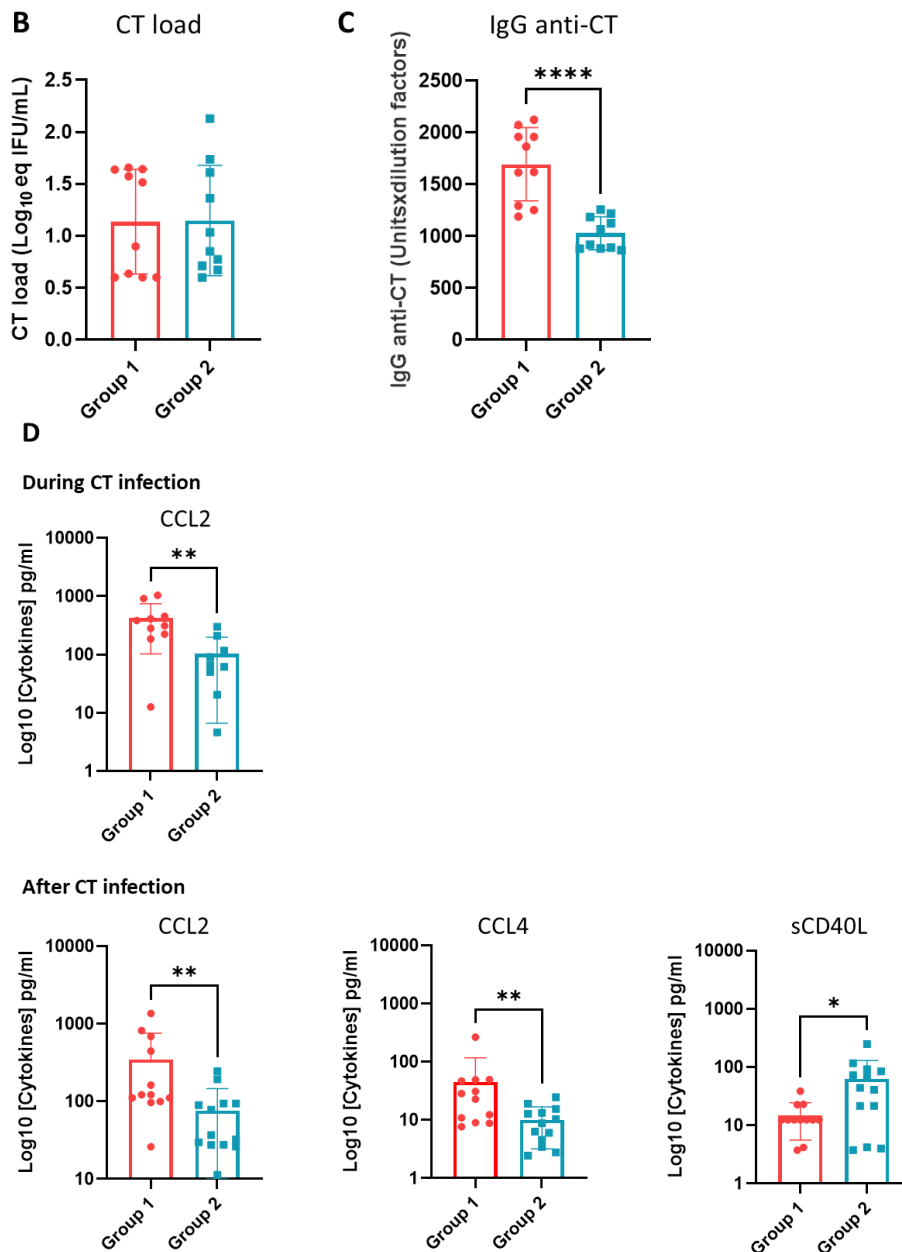 B CT load
CT load (Log10 eq IFU/mL)
2.5
2.0
1.5
1.0
0.5
0.0
Group 1 Group 2
C IgG anti-CT
IgG anti-CT (Unitsxdilution factors)
****
2500
2000
1500
1000
500
0
Group 1 Group 2
D
During CT infection
CCL2
Log10 [Cytokines] pg/ml
**
10000
1000
100
10
1
Group 1 Group 2
After CT infection
CCL2
Log10 [Cytokines] pg/ml
**
10000
1000
100
10
Group 1 Group 2
CCL4
Log10 [Cytokines] pg/ml
**
10000
1000
100
10
1
Group 1 Group 2
sCD40L
Log10 [Cytokines] pg/ml
*
10000
1000
100
10
1
Group 1 Group 2